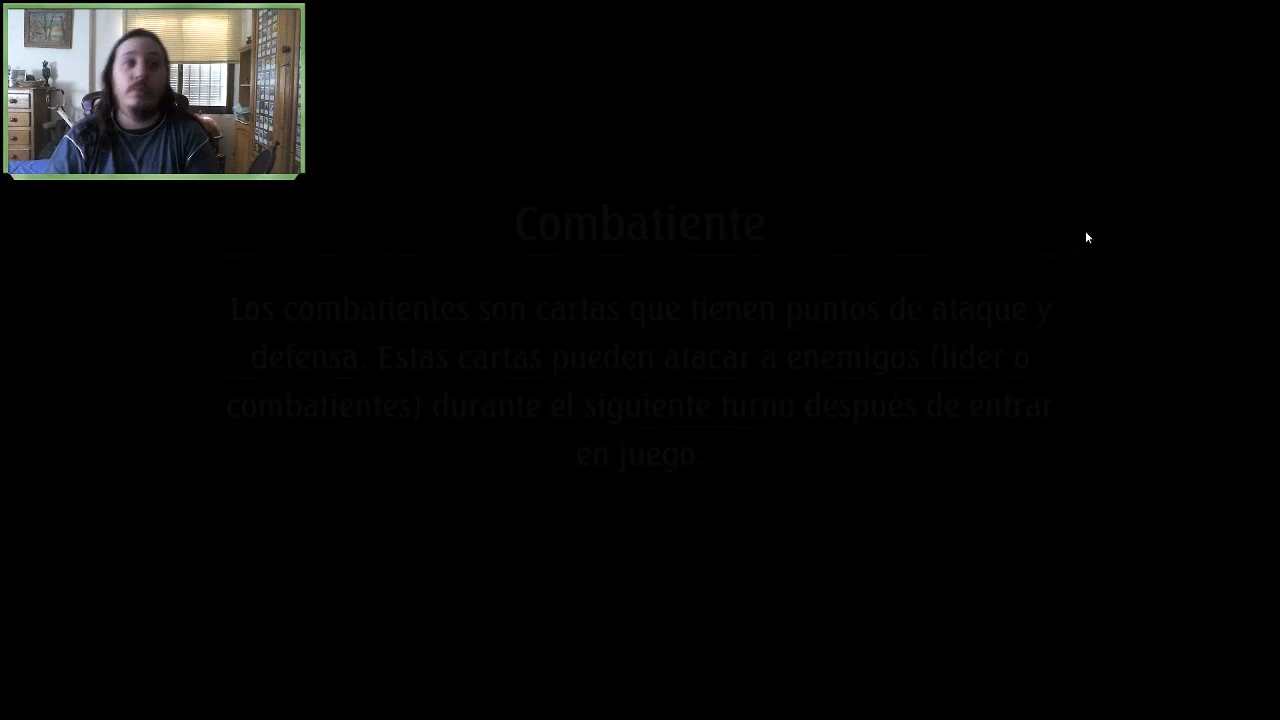 Combatiente
Los combatientes son cartas que tienen puntos de ataque y
defensa. Estas cartas pueden atacar a enemigos (líder o
combatientes) durante el siguiente turno después de entrar
en juego.